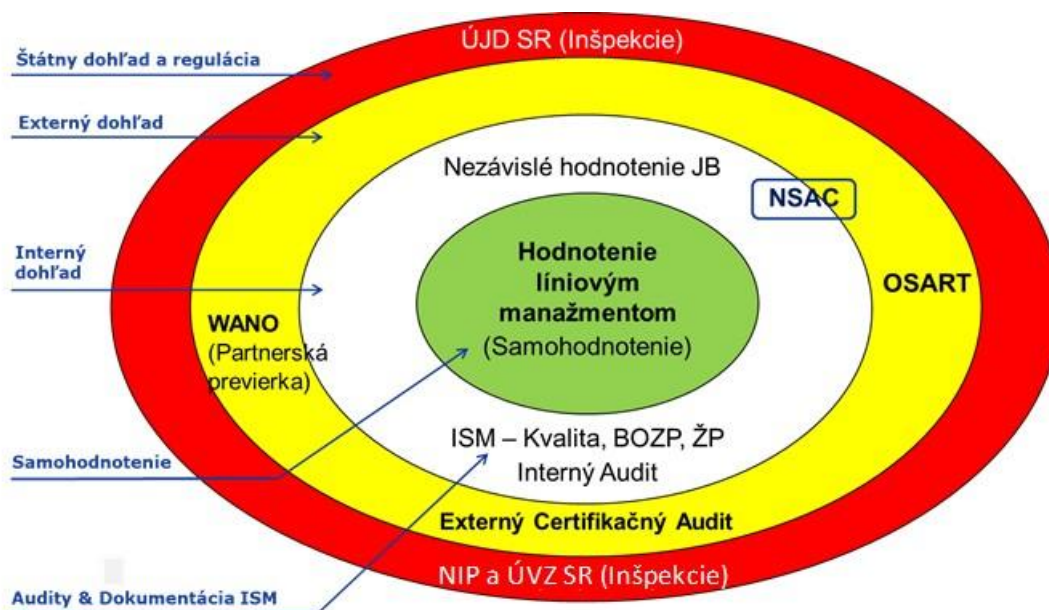 ÚJD SR (Inšpekcie)
Štátny dohľad a regulácia
Externý dohľad
Nezávislé hodnotenie JB
NSAC
Interný
dohľad
Hodnotenie
líniovým
manažmentom
(Samohodnotenie)
OSART
WANO
(Partnerská
previerka)
Samohodnotenie
ISM – Kvalita, BOZP, ŽP
Interný Audit
Externý Certifikačný Audit
NIP a ÚVZ SR (Inšpekcie)
Audity & Dokumentácia ISM